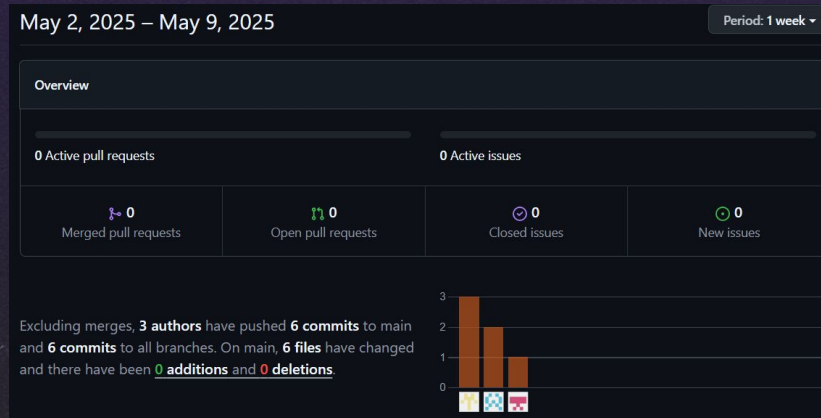 May 2, 2025 – May 9, 2025
Period: 1 week
Overview
0 Active pull requests
0 Active issues
0
Merged pull requests
0
Open pull requests
0
Closed issues
0
New issues
Excluding merges, 3 authors have pushed 6 commits to main
and 6 commits to all branches. On main, 6 files have changed
and there have been 0 additions and 0 deletions.
3
2
1
0